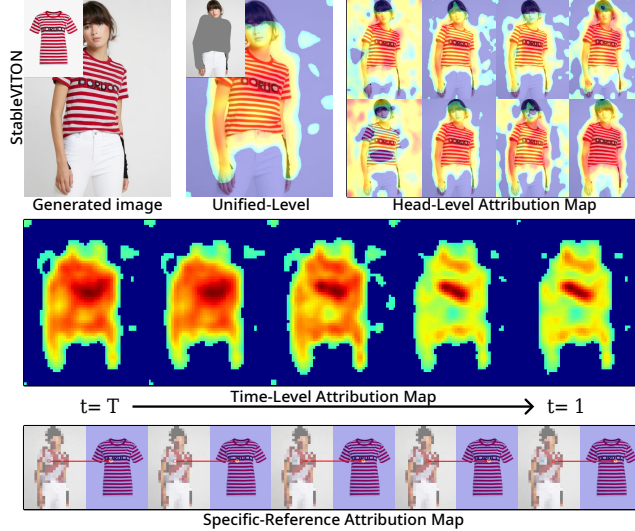 StableVITON
Generated image
Unified-Level
Head-Level Attribution Map
Time-Level Attribution Map
t= T
t= 1
Specific-Reference Attribution Map